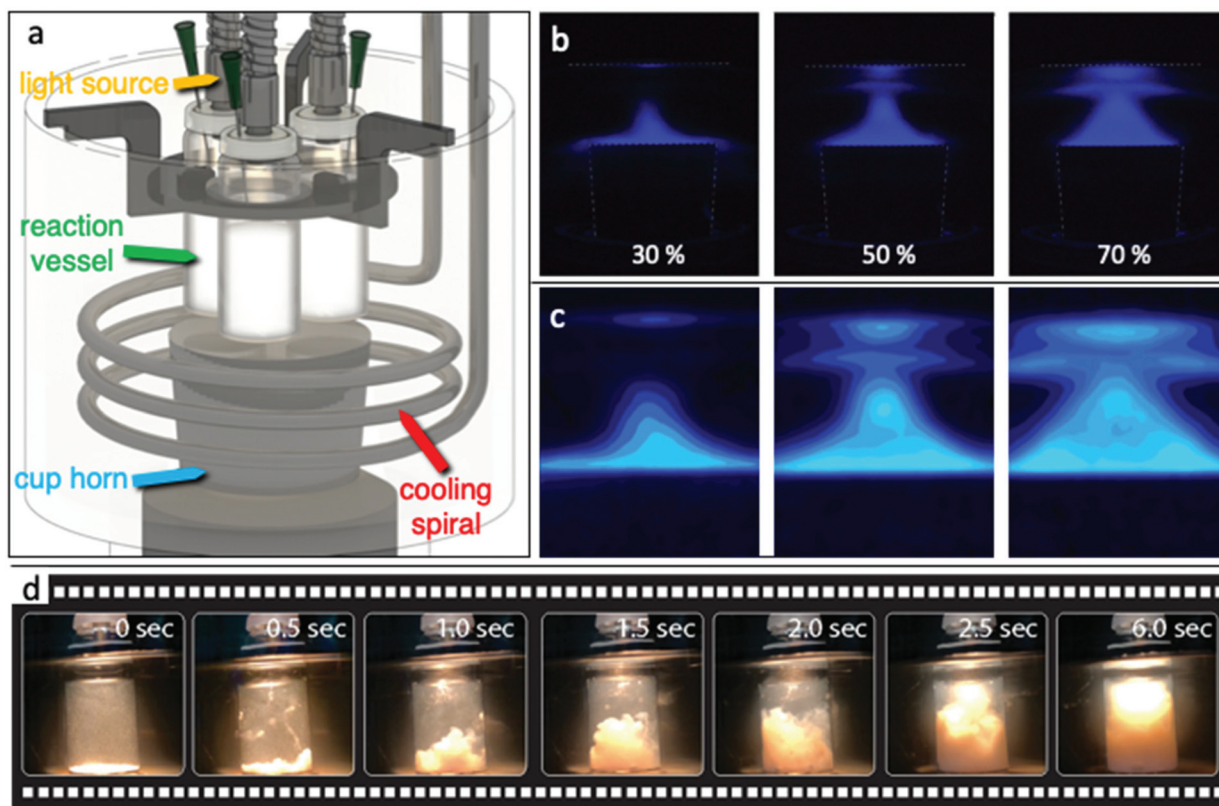 a
light source
reaction
vessel
cup horn
cooling
spiral
b
30 %
50 %
70 %
c
d
0 sec
0.5 sec
1.0 sec
1.5 sec
2.0 sec
2.5 sec
6.0 sec